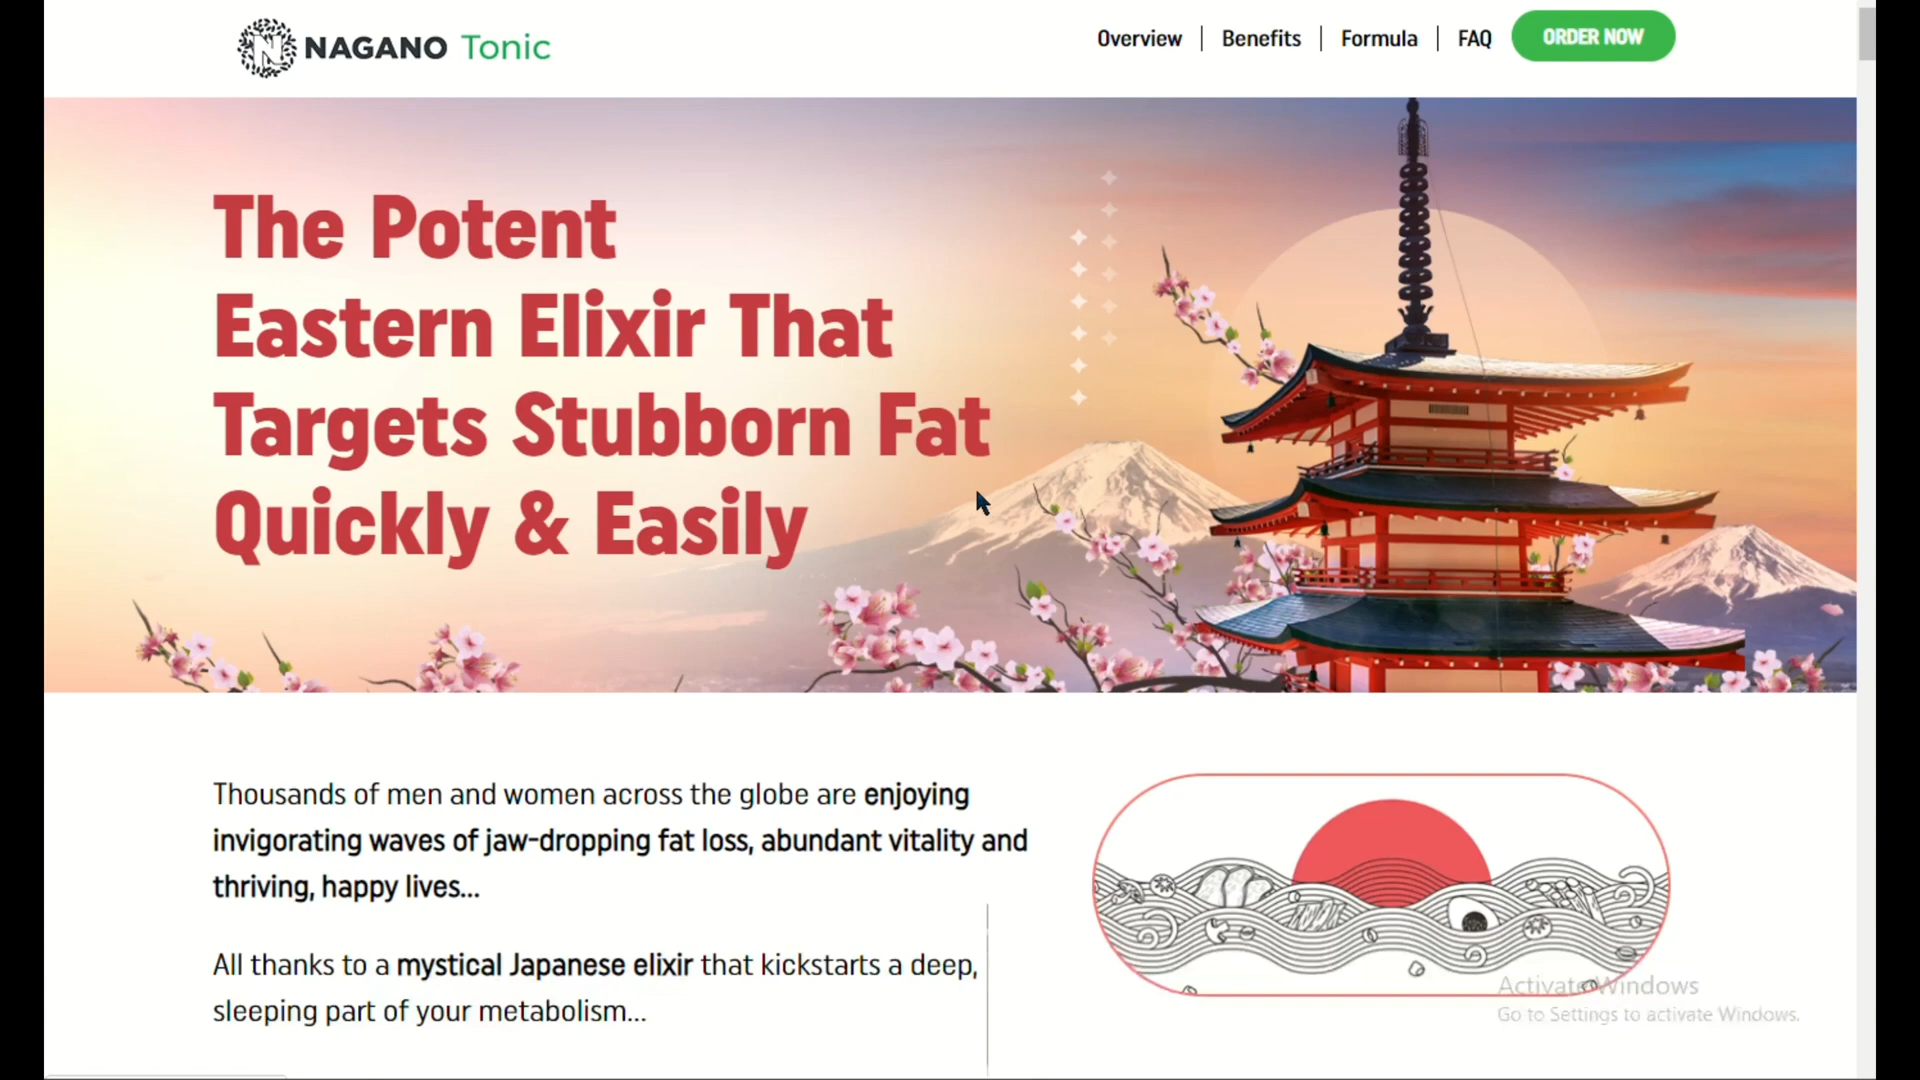 NAGANO Tonic
Overview | Benefits | Formula | FAQ ORDER NOW
The Potent
Eastern Elixir That
Targets Stubborn Fat
Quickly & Easily
Thousands of men and women across the globe are enjoying
invigorating waves of jaw-dropping fat loss, abundant vitality and
thriving, happy lives...
All thanks to a mystical Japanese elixir that kickstarts a deep,
sleeping part of your metabolism...
Activate Windows
Go to Settings to activate Windows.